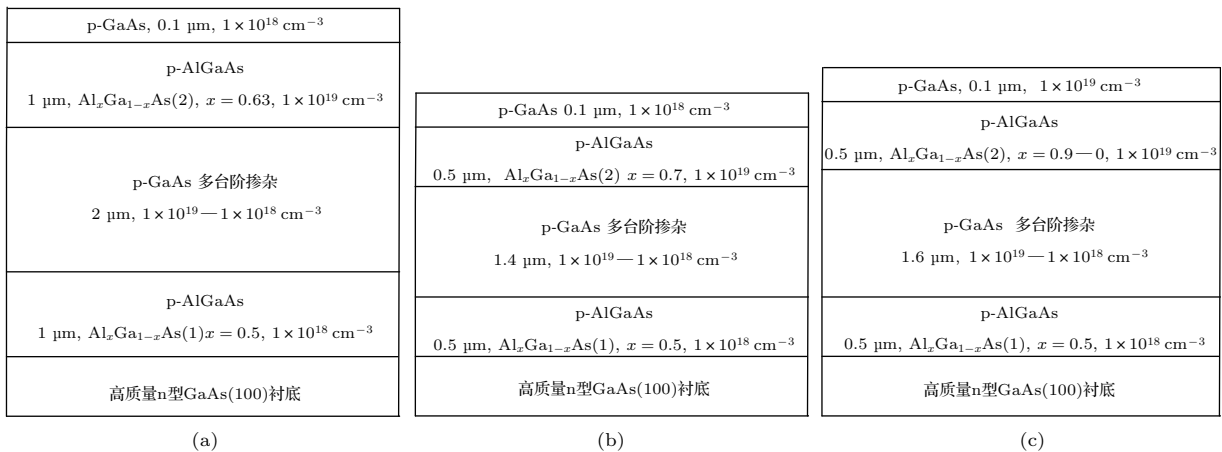 p-GaAs, 0.1 µm, 1×10¹⁸ cm⁻³
p-AlGaAs
1 µm, AlₓGa₁₋ₓAs(2), x = 0.63, 1×10¹⁹ cm⁻³
p-GaAs 多台阶掺杂
2 µm, 1×10¹⁹—1×10¹⁸ cm⁻³
p-AlGaAs
1 µm, AlₓGa₁₋ₓAs(1)x = 0.5, 1×10¹⁸ cm⁻³
高质量n型GaAs(100)衬底
(a)
p-GaAs 0.1 µm, 1×10¹⁸ cm⁻³
p-AlGaAs
0.5 µm, AlₓGa₁₋ₓAs(2) x = 0.7, 1×10¹⁹ cm⁻³
p-GaAs 多台阶掺杂
1.4 µm, 1×10¹⁹—1×10¹⁸ cm⁻³
p-AlGaAs
0.5 µm, AlₓGa₁₋ₓAs(1), x = 0.5, 1×10¹⁸ cm⁻³
高质量n型GaAs(100)衬底
(b)
p-GaAs, 0.1 µm, 1×10¹⁹ cm⁻³
p-AlGaAs
0.5 µm, AlₓGa₁₋ₓAs(2), x = 0.9—0, 1×10¹⁹ cm⁻³
p-GaAs 多台阶掺杂
1.6 µm, 1×10¹⁹—1×10¹⁸ cm⁻³
p-AlGaAs
0.5 µm, AlₓGa₁₋ₓAs(1), x = 0.5, 1×10¹⁸ cm⁻³
高质量n型GaAs(100)衬底
(c)